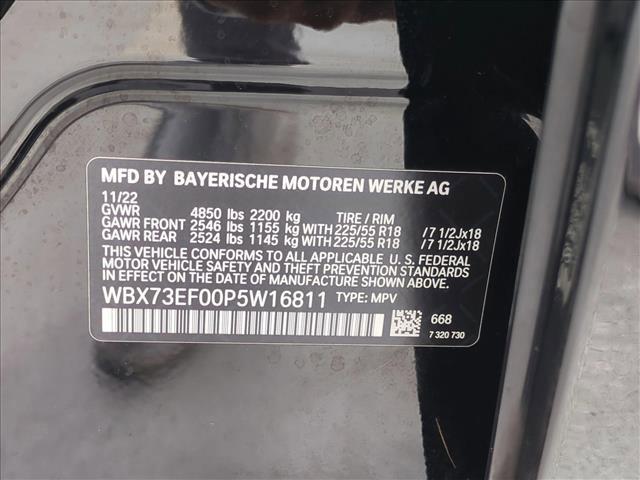 MFD BY BAYERISCHE MOTOREN WERKE AG
11/22
GVWR 4850 lbs 2200 kg TIRE / RIM
GAWR FRONT 2546 lbs 1155 kg WITH 225/55 R18 / 7 1/2Jx18
GAWR REAR 2524 lbs 1145 kg WITH 225/55 R18 / 7 1/2Jx18
THIS VEHICLE CONFORMS TO ALL APPLICABLE U. S. FEDERAL
MOTOR VEHICLE SAFETY, BUMPER, AND THEFT PREVENTION
STANDARDS IN EFFECT ON THE DATE OF MANUFACTURE SHOWN ABOVE.
WBX73EF00P5W16811 TYPE: MPV
668
7 320 730